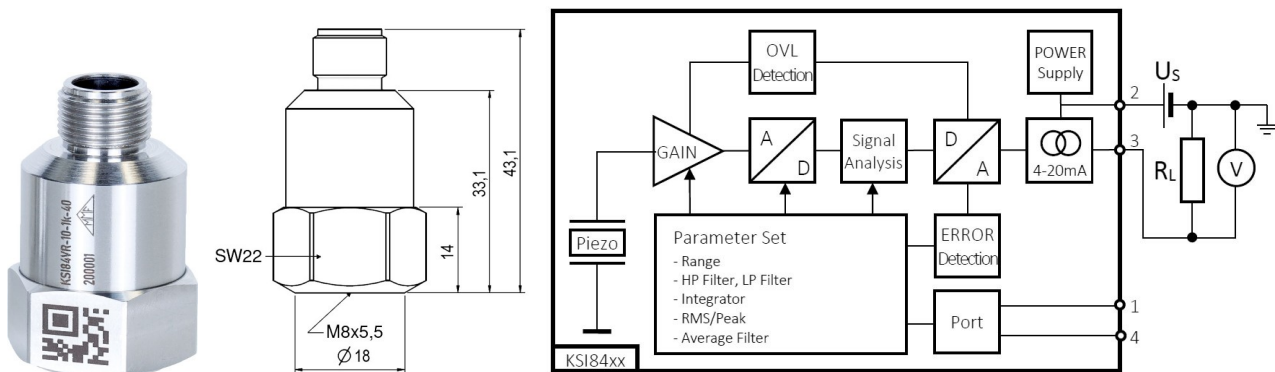 KSI84VR-10-1k-40
200001
MMF
43,1
33,1
14
SW22
M8x5,5
Ø 18
OVL
Detection
POWER
Supply
Us
2
GAIN
A
D
Signal
Analysis
D
A
4-20mA
3
RL
V
Piezo
Parameter Set
- Range
- HP Filter, LP Filter
- Integrator
- RMS/Peak
- Average Filter
ERROR
Detection
Port
1
4
KSI84xx